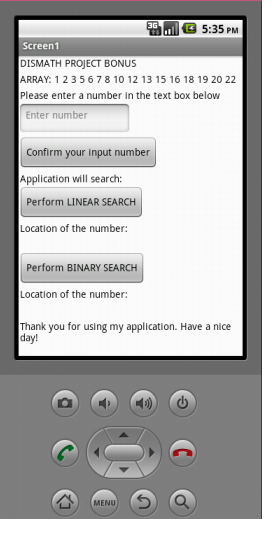 3G 5:35 PM
Screen1
DISMATH PROJECT BONUS
ARRAY: 1 2 3 5 6 7 8 10 12 13 15 16 18 19 20 22
Please enter a number in the text box below
Enter number
Confirm your input number
Application will search:
Perform LINEAR SEARCH
Location of the number:
Perform BINARY SEARCH
Location of the number:
Thank you for using my application. Have a nice
day!
MENU